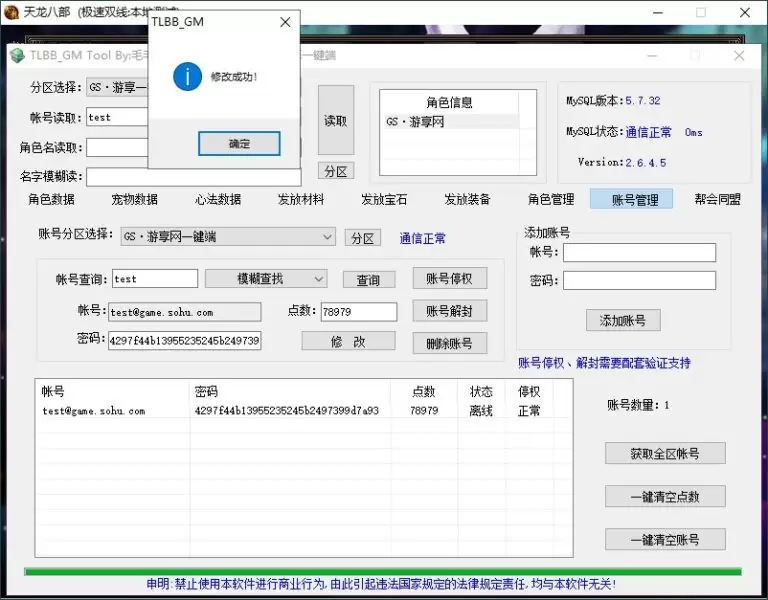 天龙八部 (极速双线:本地
TLBB_GM
TLBB_GM Tool By:毛
一键端
修改成功!
确定
分区选择: GS·游享网一
帐号读取: test
角色名读取:
名字模糊读:
读取
分区
角色信息
GS·游享网
MySQL版本:5.7.32
MySQL状态:通信正常 0ms
Version:2.6.4.5
角色数据 宠物数据 心法数据 发放材料 发放宝石 发放装备 角色管理 账号管理 帮会同盟
账号分区选择: GS·游享网一键端 分区 通信正常
帐号查询: test 模糊查找 查询 账号停权
帐号: test@game.sohu.com 点数: 78979 账号解封
密码: 4297f44b13955235245b249739 修 改 删除账号
添加账号
帐号:
密码:
添加账号
账号停权、解封需要配套验证支持
帐号 密码 点数 状态 停权
test@game.sohu.com 4297f44b13955235245b2497399d7a93 78979 离线 正常
账号数量: 1
获取全区帐号
一键清空点数
一键清空账号
申明:禁止使用本软件进行商业行为,由此引起违法国家规定的法律规定责任,均与本软件无关!